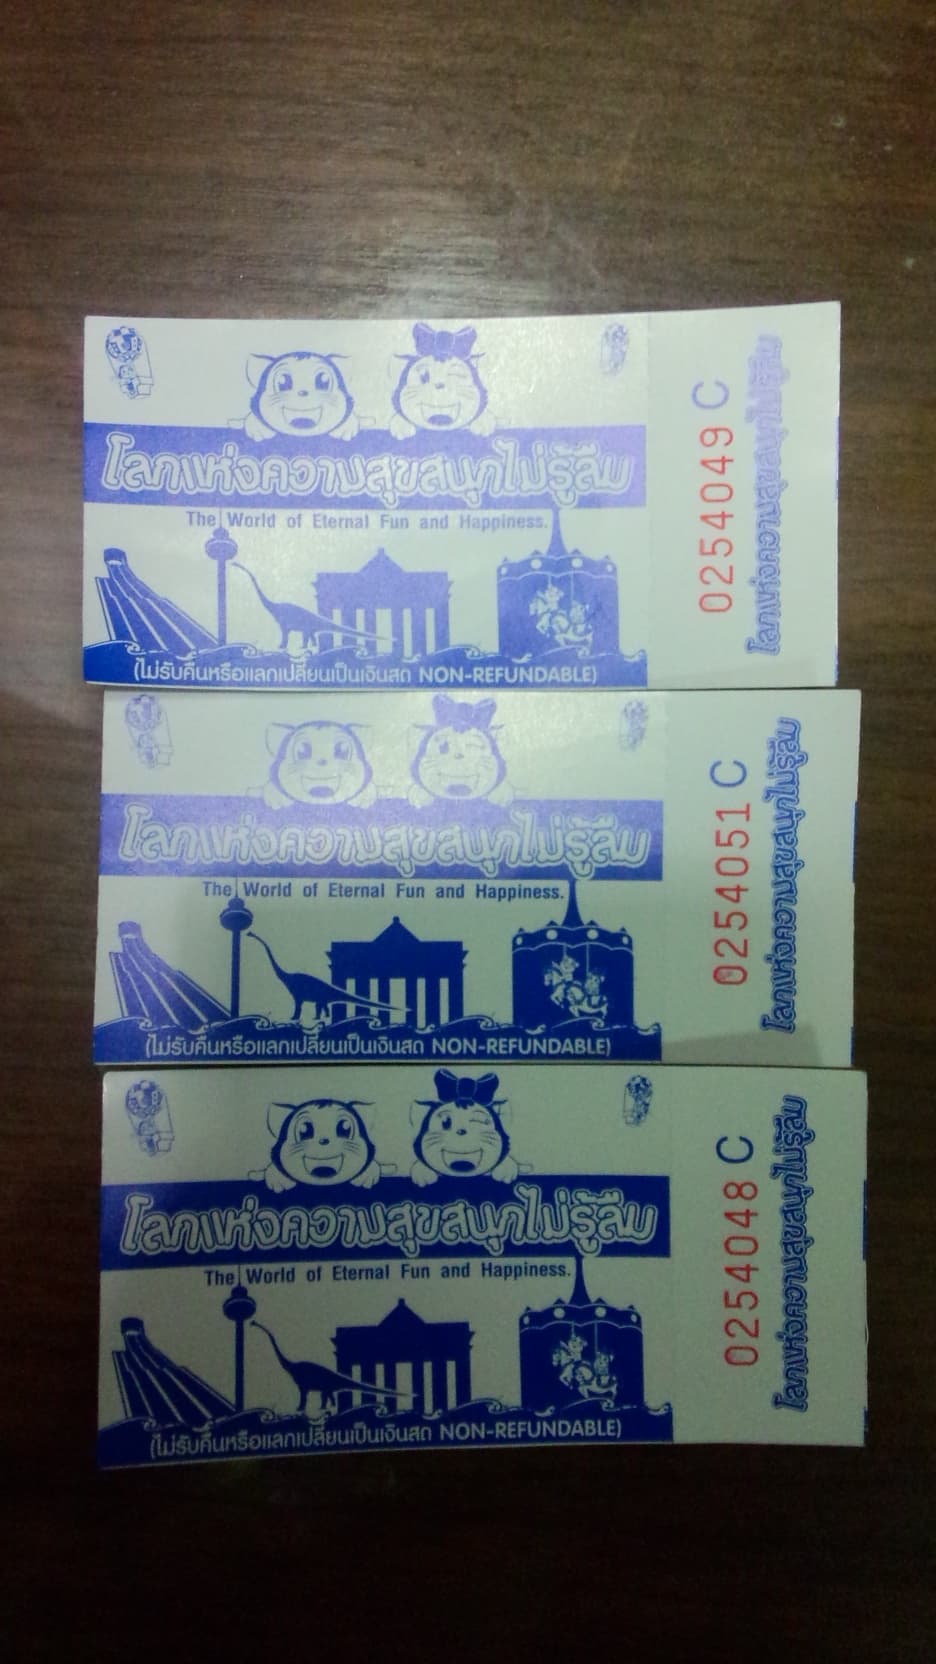 โลกแห่งความสุขสนุกไม่รู้ลืม
The World of Eternal Fun and Happiness.
(ไม่รับคืนหรือแลกเปลี่ยนเป็นเงินสด NON-REFUNDABLE)
0254049 C
โลกแห่งความสุขสนุกไม่รู้ลืม
โลกแห่งความสุขสนุกไม่รู้ลืม
The World of Eternal Fun and Happiness.
(ไม่รับคืนหรือแลกเปลี่ยนเป็นเงินสด NON-REFUNDABLE)
0254051 C
โลกแห่งความสุขสนุกไม่รู้ลืม
โลกแห่งความสุขสนุกไม่รู้ลืม
The World of Eternal Fun and Happiness.
(ไม่รับคืนหรือแลกเปลี่ยนเป็นเงินสด NON-REFUNDABLE)
0254048 C
โลกแห่งความสุขสนุกไม่รู้ลืม